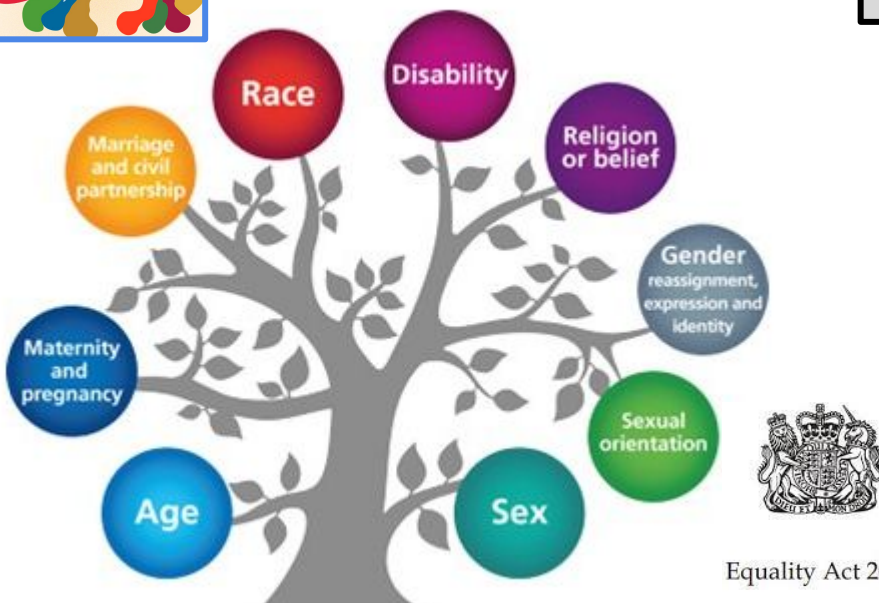 Race
Disability
Marriage
and civil
partnership
Religion
or belief
Gender
reassignment,
expression and
identity
Maternity
and
pregnancy
Sexual
orientation
Age
Sex
Equality Act 2